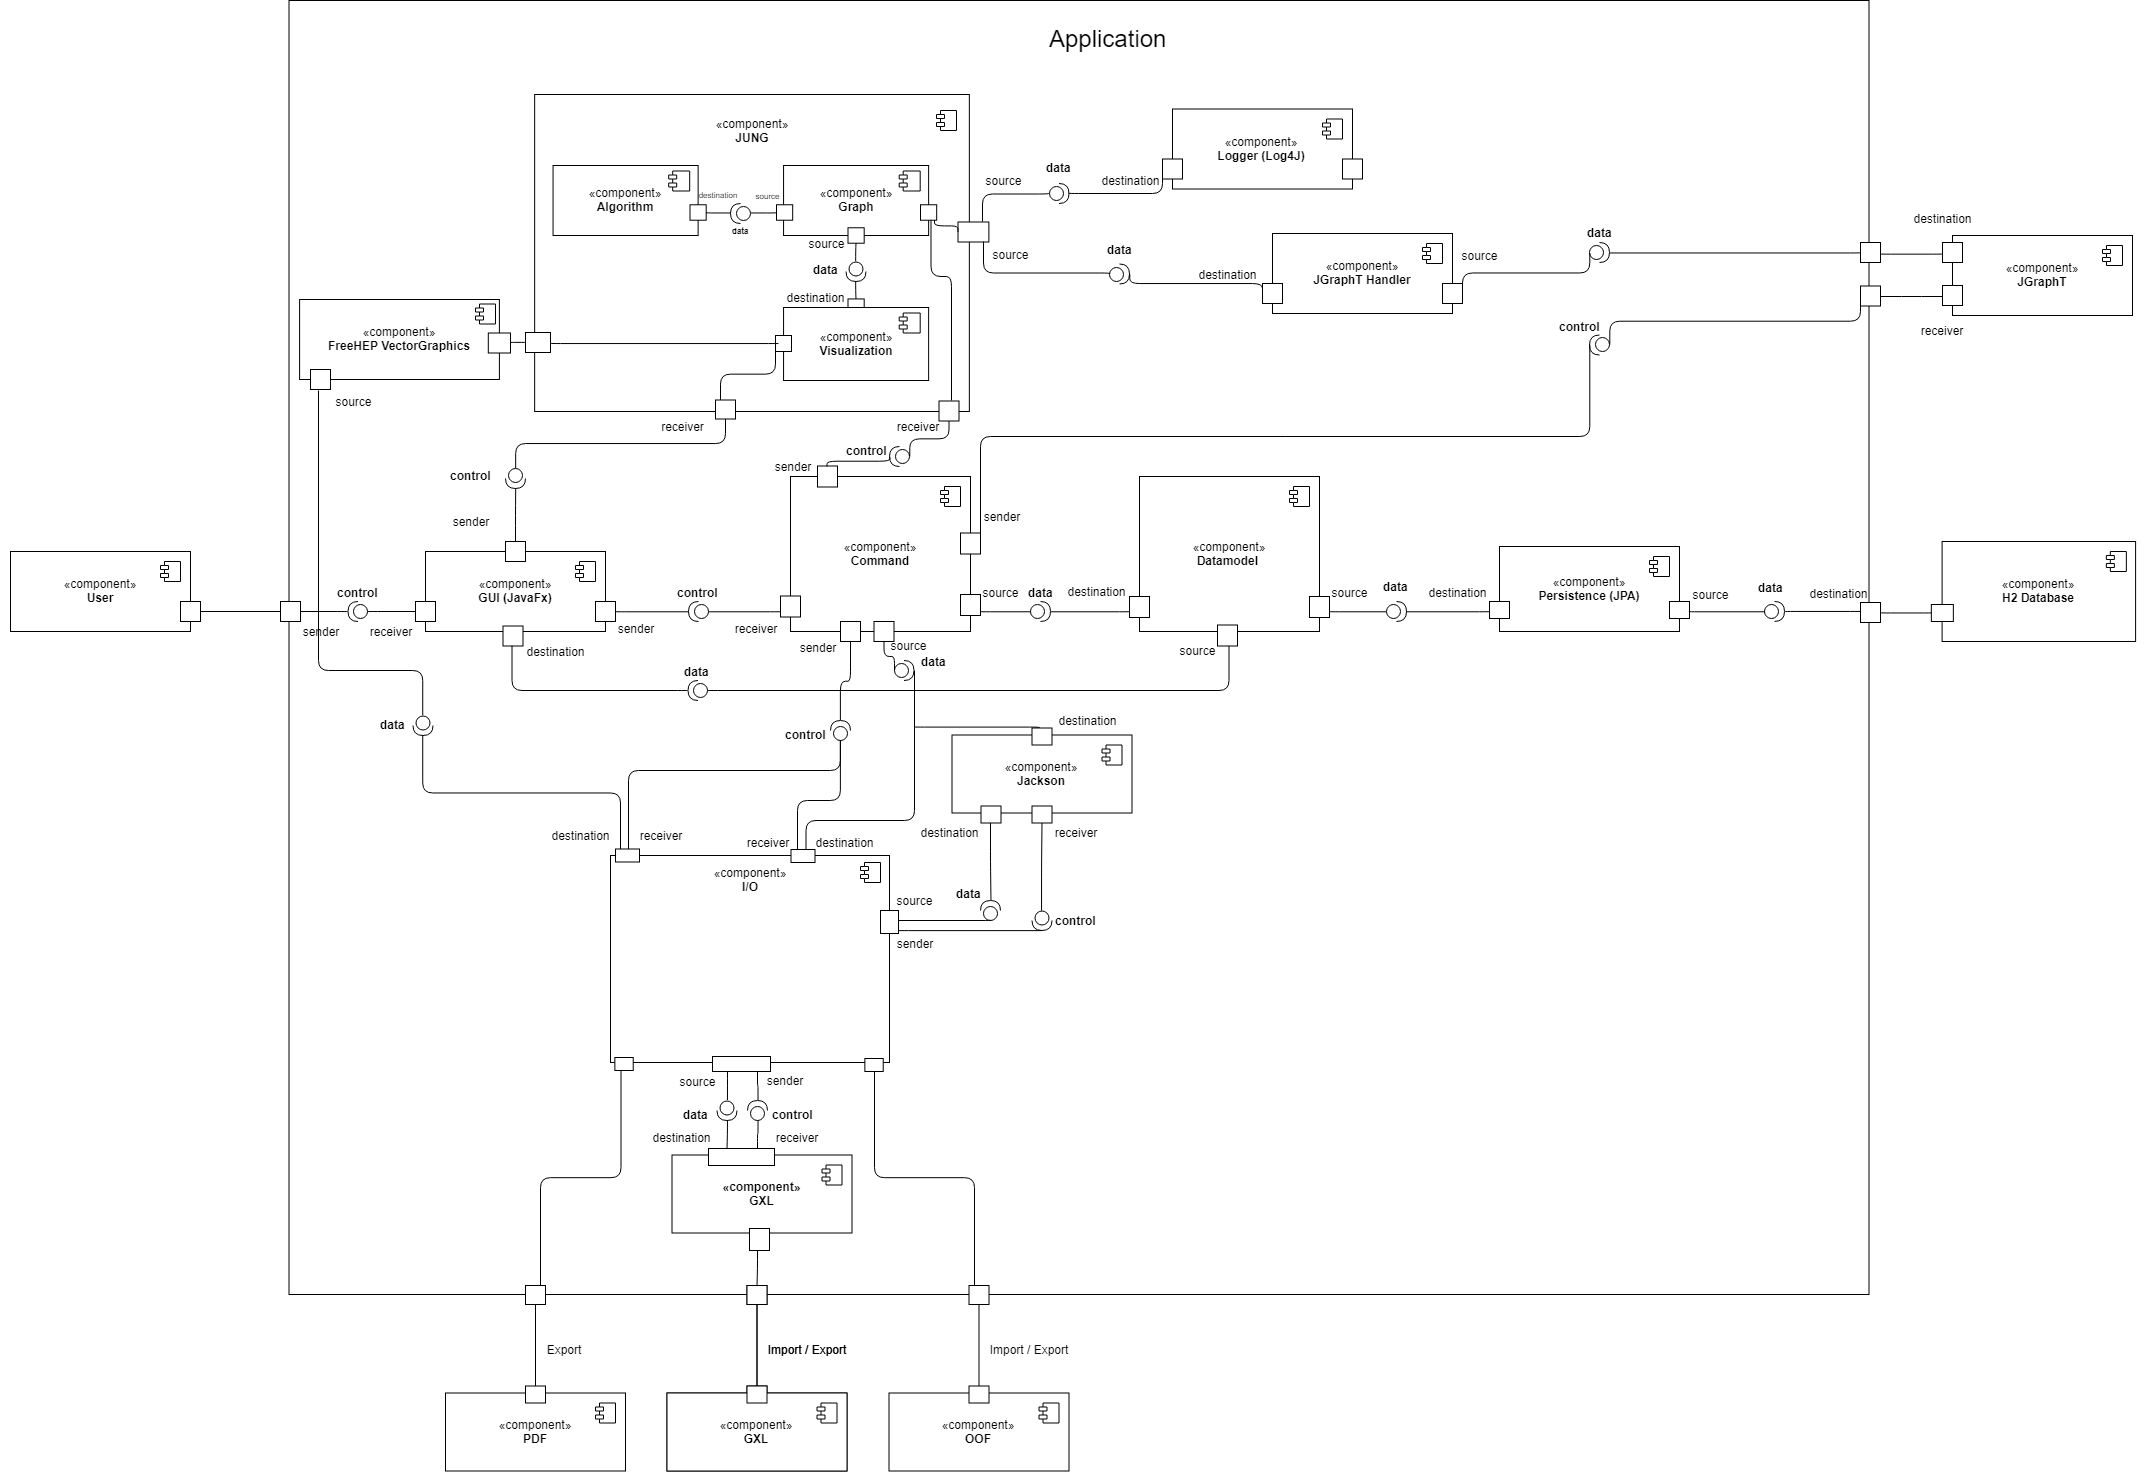 Application
«component»
JUNG
«component»
Algorithm
destination
source
data
«component»
Graph
source
data
destination
«component»
Visualization
source
data
destination
«component»
Logger (Log4J)
source
data
destination
«component»
JGraphT Handler
source
data
destination
«component»
JGraphT
control
receiver
«component»
FreeHEP VectorGraphics
source
receiver
control
sender
receiver
control
sender
«component»
User
control
sender
receiver
«component»
GUI (JavaFx)
destination
control
sender
receiver
«component»
Command
sender
source
data
destination
«component»
Datamodel
source
source
data
destination
«component»
Persistence (JPA)
source
data
destination
«component»
H2 Database
sender
source
data
data
data
control
destination
«component»
Jackson
destination
receiver
destination
receiver
receiver
destination
«component»
I/O
source
data
control
sender
source
sender
data
control
destination
receiver
«component»
GXL
Export
Import / Export
Import / Export
«component»
PDF
«component»
GXL
«component»
OOF